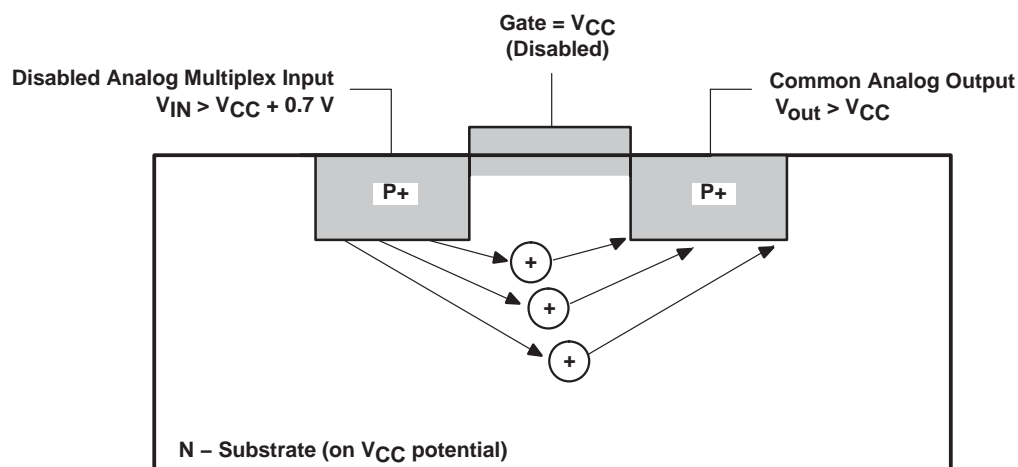 Gate = VCC
(Disabled)
Disabled Analog Multiplex Input
VIN > VCC + 0.7 V
Common Analog Output
Vout > VCC
P+
P+
+
+
+
N – Substrate (on VCC potential)